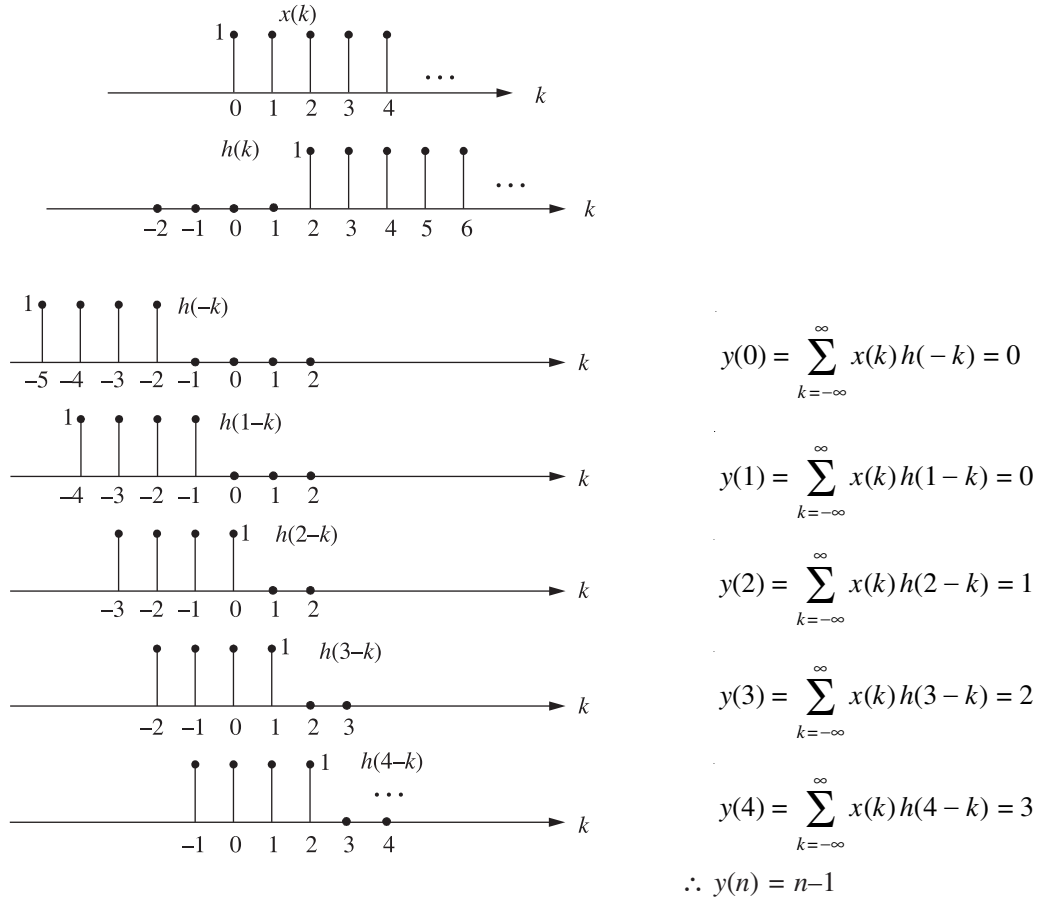 x(k)
1
... k
0 1 2 3 4
h(k) 1
... k
–2 –1 0 1 2 3 4 5 6
1 h(–k)
k
–5 –4 –3 –2 –1 0 1 2
y(0) = ∞∑k=−∞ x(k) h(−k) = 0
1 h(1–k)
k
–4 –3 –2 –1 0 1 2
y(1) = ∞∑k=−∞ x(k) h(1 − k) = 0
1 h(2–k)
k
–3 –2 –1 0 1 2
y(2) = ∞∑k=−∞ x(k) h(2 − k) = 1
1 h(3–k)
k
–2 –1 0 1 2 3
y(3) = ∞∑k=−∞ x(k) h(3 − k) = 2
1 h(4–k)
...
k
–1 0 1 2 3 4
y(4) = ∞∑k=−∞ x(k) h(4 − k) = 3
∴ y(n) = n–1